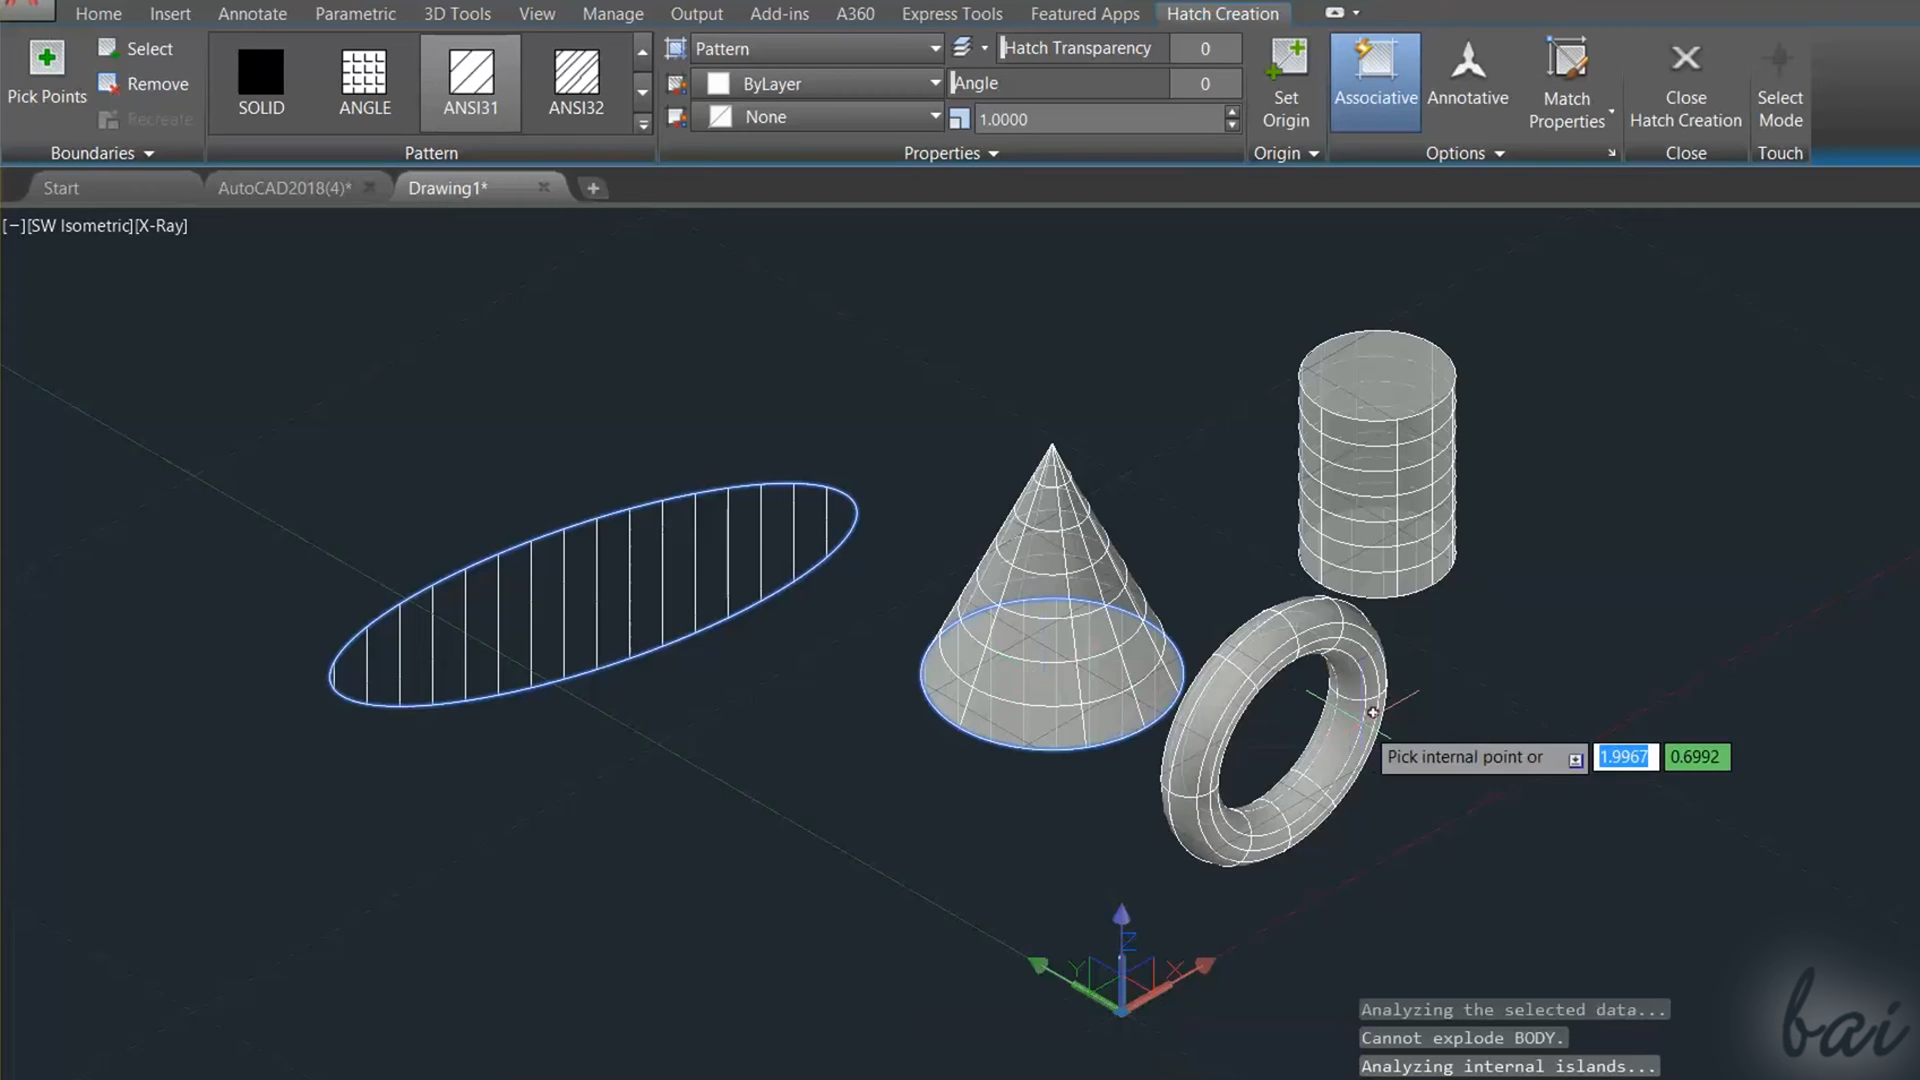 Home Insert Annotate Parametric 3D Tools View Manage Output Add-ins A360 Express Tools Featured Apps Hatch Creation
Pick Points
Select
Remove
Recreate
Boundaries
SOLID ANGLE ANSI31 ANSI32
Pattern
Pattern
ByLayer
None
Hatch Transparency 0
Angle 0
1.0000
Properties
Set
Origin
Origin
Associative Annotative
Match
Properties
Options
Close
Hatch Creation
Close
Select
Mode
Touch
Start AutoCAD2018(4)* Drawing1*
[−][SW Isometric][X-Ray]
Pick internal point or 1.9967 0.6992
Z
Y X
Analyzing the selected data...
Cannot explode BODY.
Analyzing internal islands...
bai